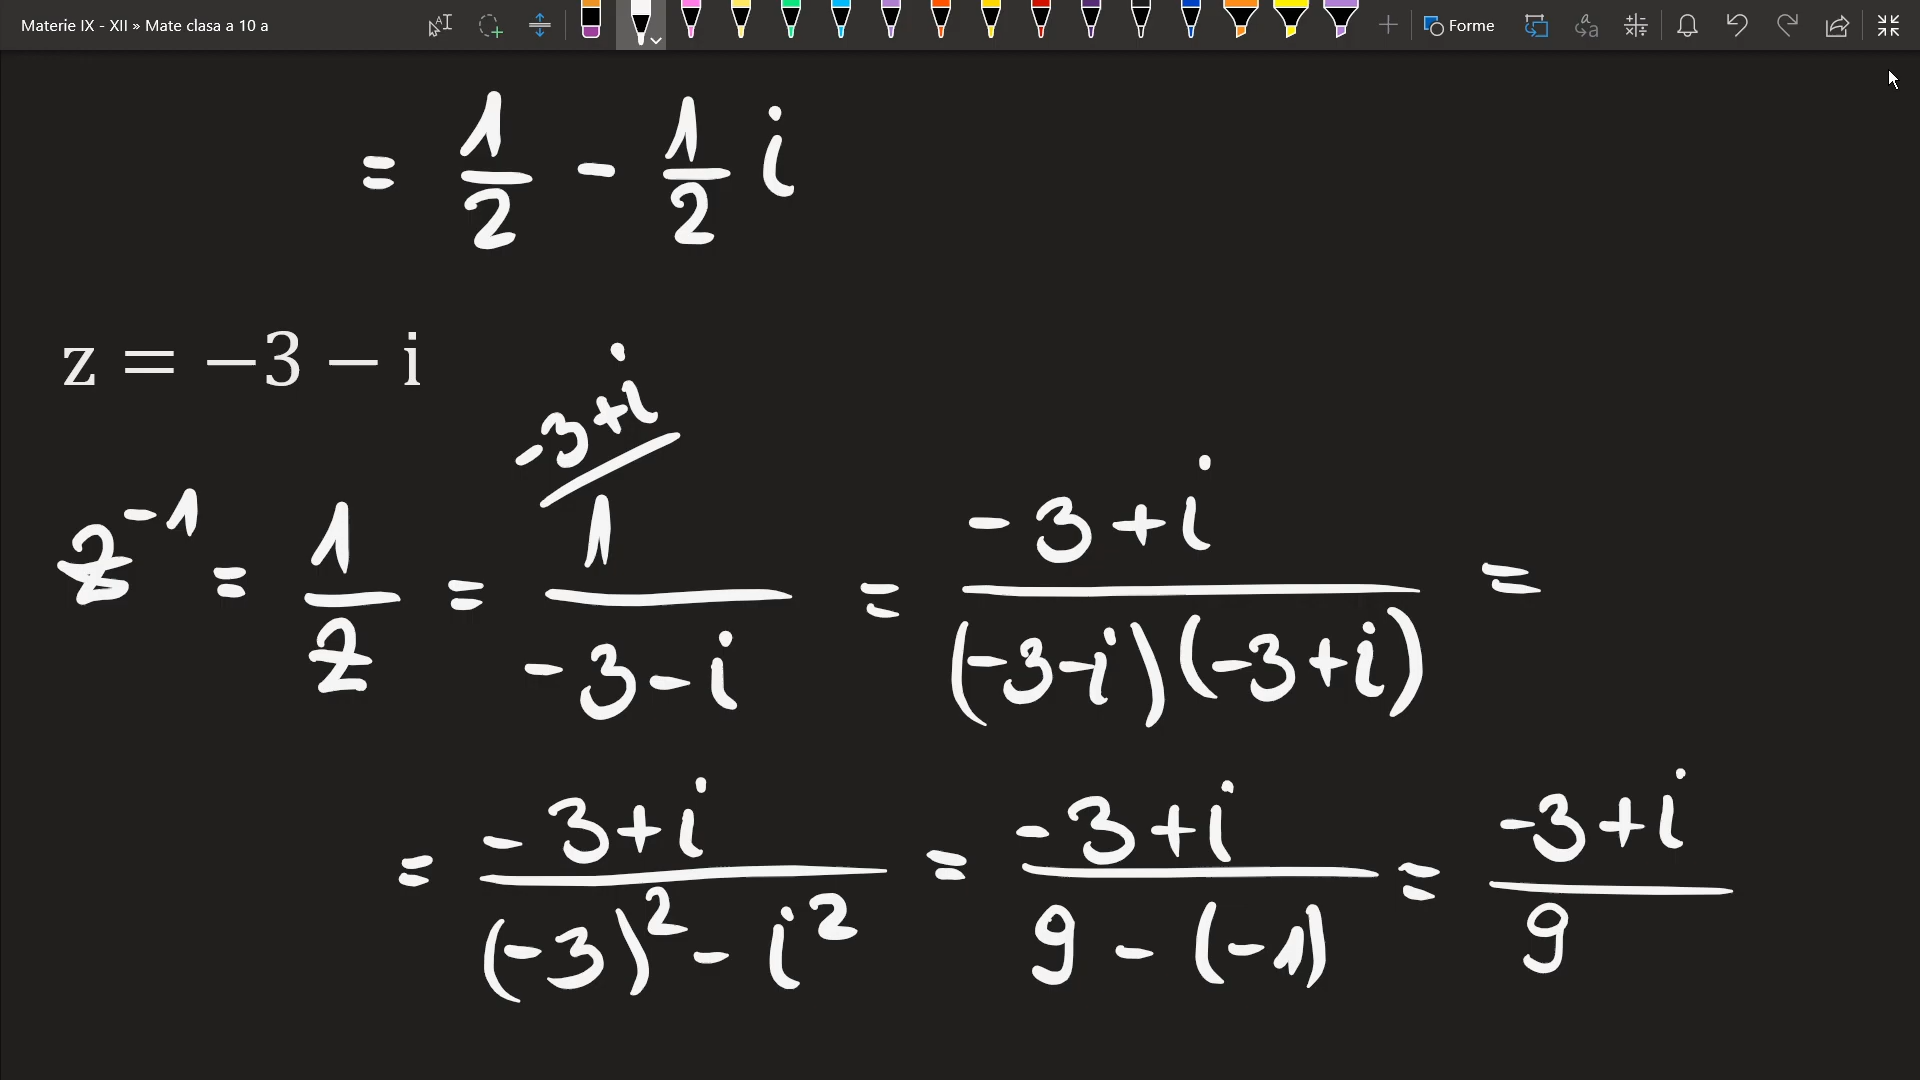 Materie IX - XII » Mate clasa a 10 a
Forme
= 1/2 - 1/2 i
z = −3 − i
z^-1 = 1/z = -3+i/ 1/(-3-i) = (-3+i)/((-3-i)(-3+i)) =
= (-3+i)/((-3)^2 - i^2) = (-3+i)/(9-(-1)) = (-3+i)/9